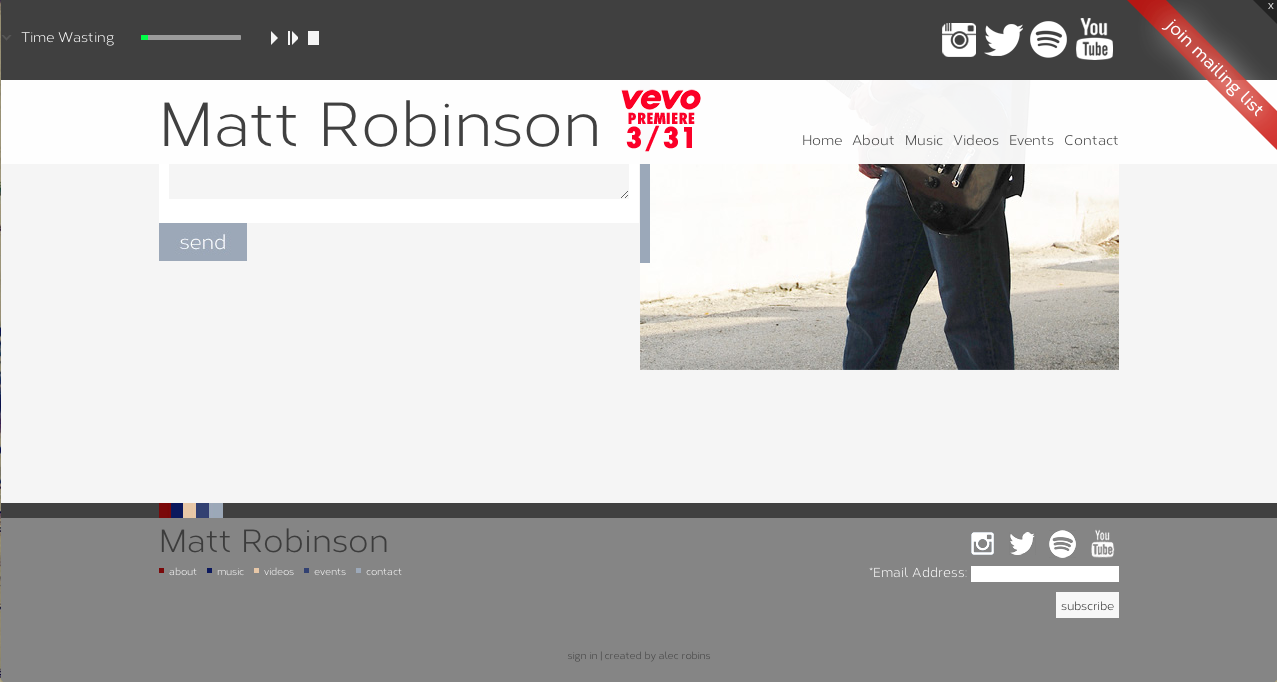 Time Wasting
You
Tube
x
join mailing list
Matt Robinson
vevo
PREMIERE
3/31
Home About Music Videos Events Contact
send
Matt Robinson
You
Tube
about music videos events contact
*Email Address:
subscribe
sign in | created by alec robins